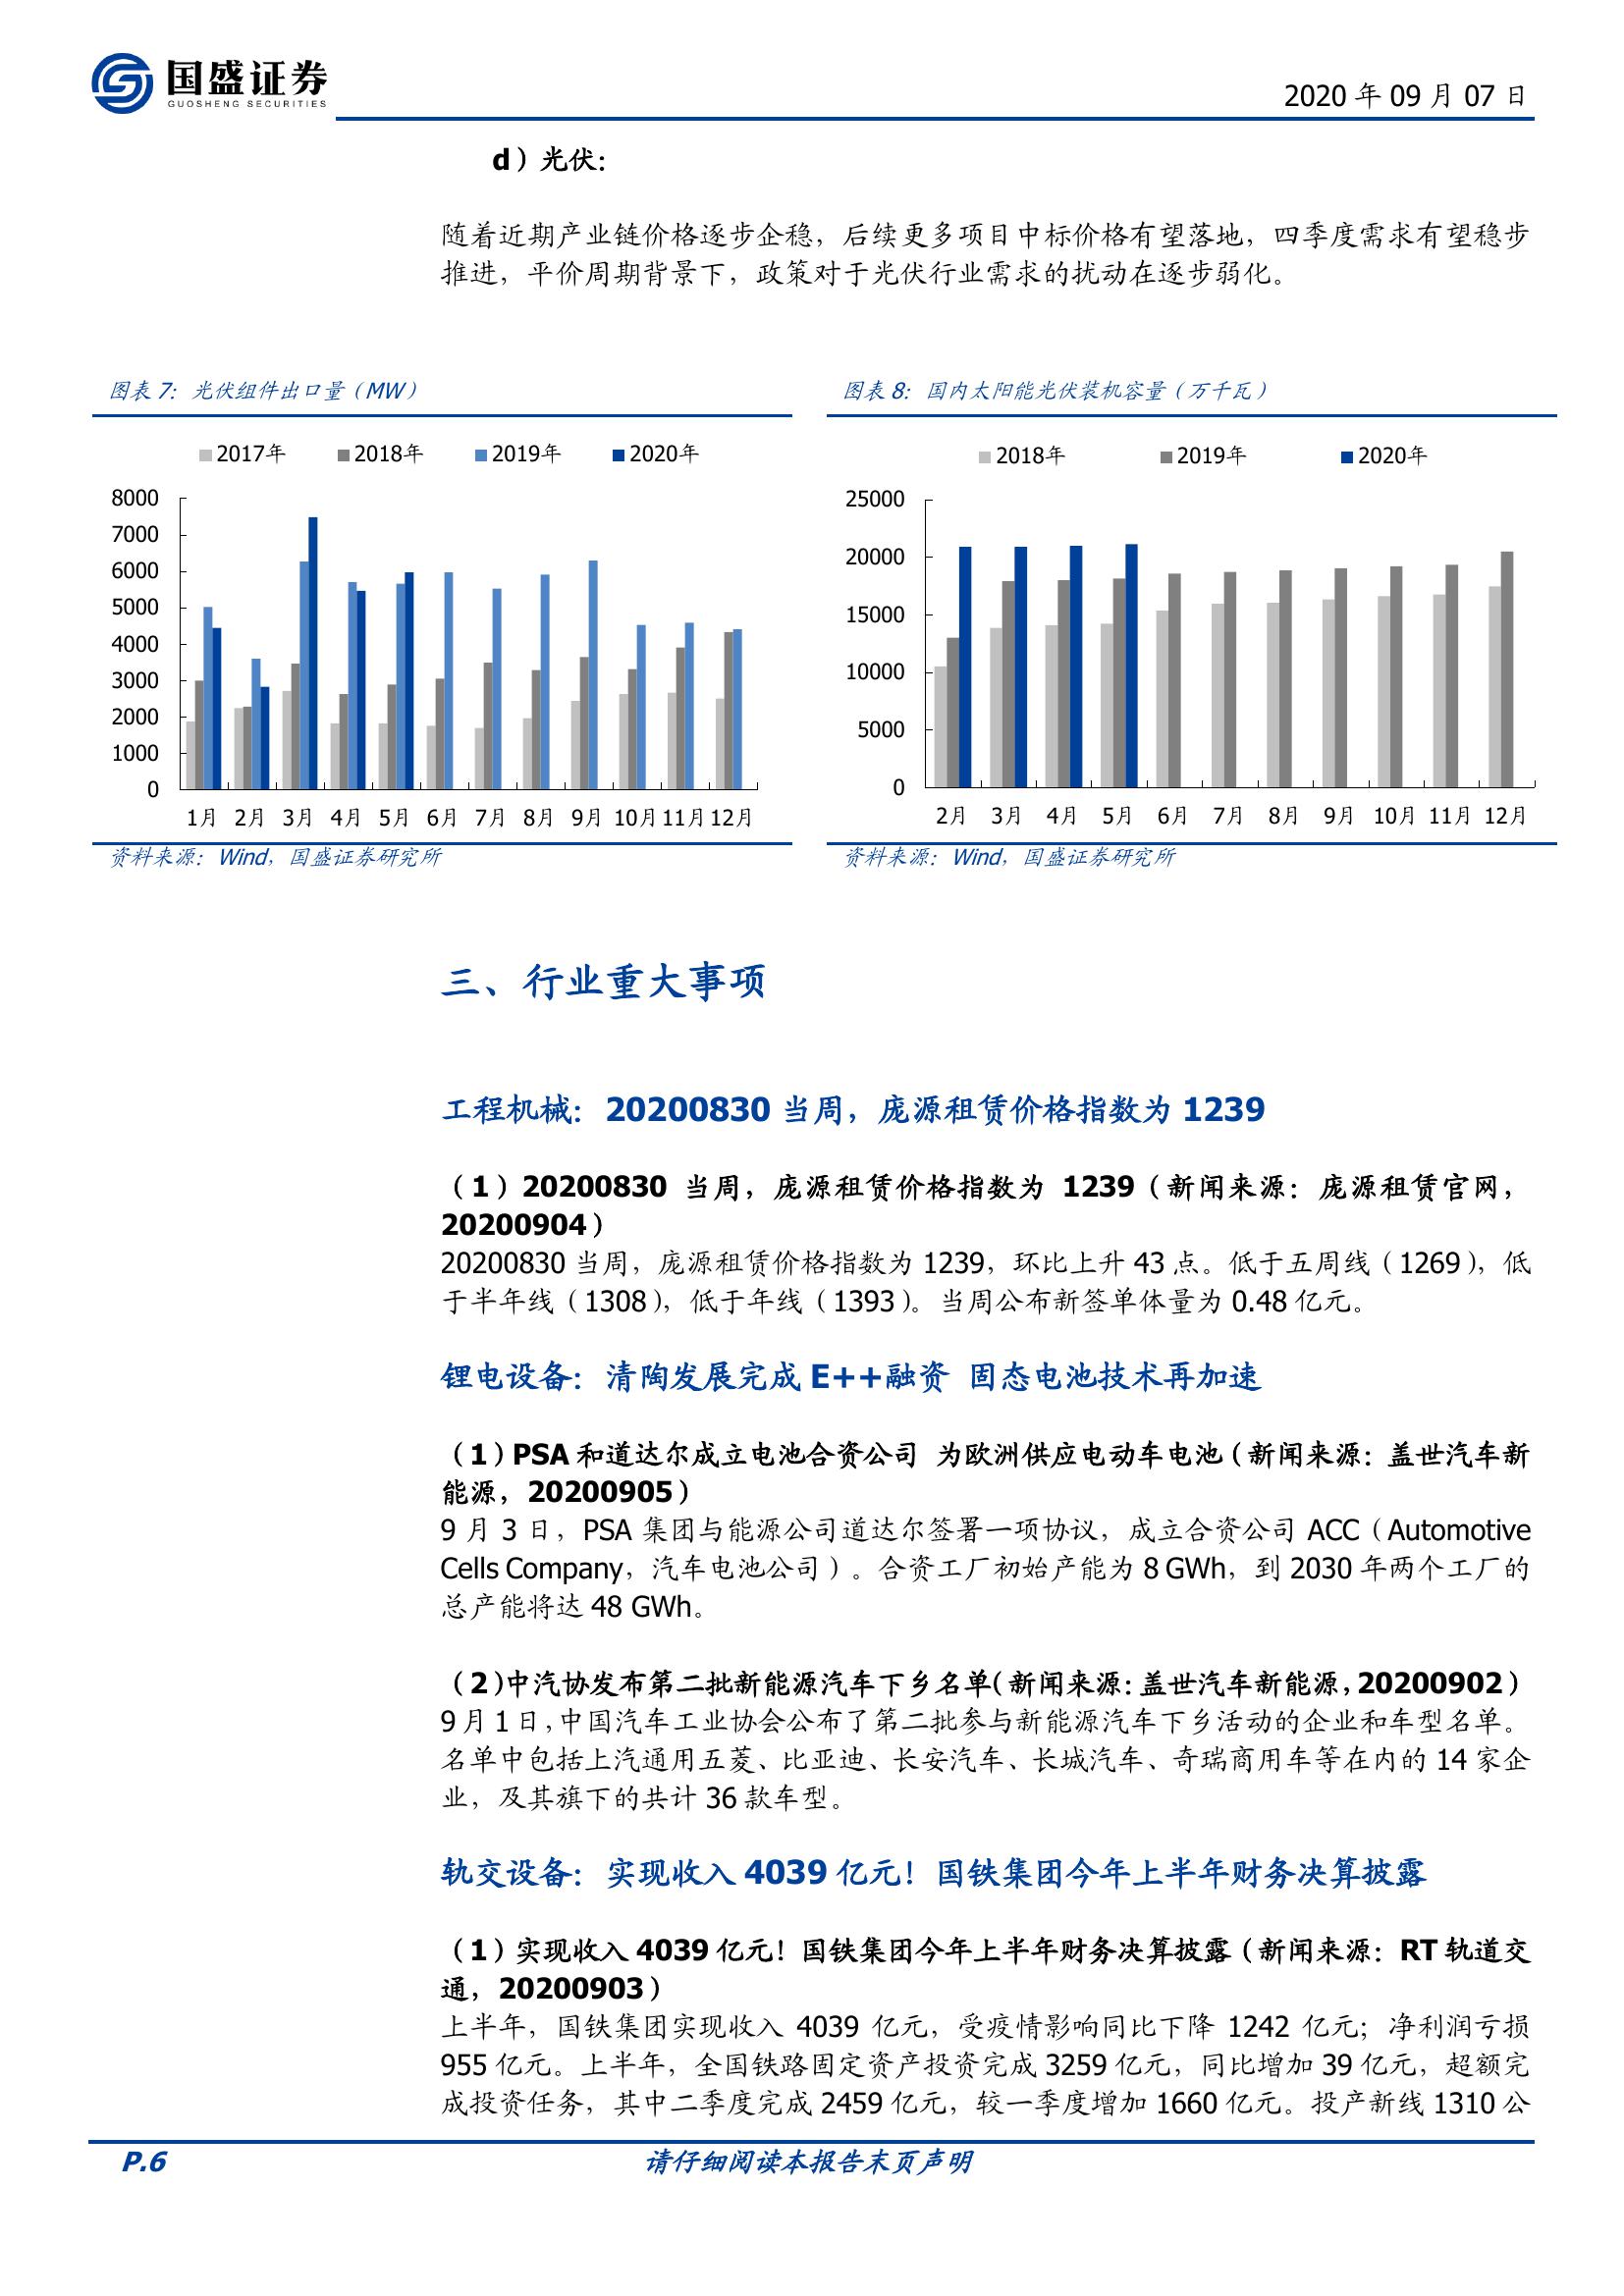 国盛证券
GUOSHENG SECURITIES
2020 年 09 月 07 日
d）光伏：
随着近期产业链价格逐步企稳，后续更多项目中标价格有望落地，四季度需求有望稳步
推进，平价周期背景下，政策对于光伏行业需求的扰动在逐步弱化。
图表 7：光伏组件出口量（MW）
2017年 2018年 2019年 2020年
8000
7000
6000
5000
4000
3000
2000
1000
0
1月 2月 3月 4月 5月 6月 7月 8月 9月 10月 11月 12月
资料来源：Wind，国盛证券研究所
图表 8：国内太阳能光伏装机容量（万千瓦）
2018年 2019年 2020年
25000
20000
15000
10000
5000
0
2月 3月 4月 5月 6月 7月 8月 9月 10月 11月 12月
资料来源：Wind，国盛证券研究所
三、行业重大事项
工程机械：20200830 当周，庞源租赁价格指数为 1239
（1）20200830 当周，庞源租赁价格指数为 1239（新闻来源：庞源租赁官网，
20200904）
20200830 当周，庞源租赁价格指数为 1239，环比上升 43 点。低于五周线（1269），低
于半年线（1308），低于年线（1393）。当周公布新签单体量为 0.48 亿元。
锂电设备：清陶发展完成 E++融资 固态电池技术再加速
（1）PSA 和道达尔成立电池合资公司 为欧洲供应电动车电池（新闻来源：盖世汽车新
能源，20200905）
9 月 3 日，PSA 集团与能源公司道达尔签署一项协议，成立合资公司 ACC（Automotive
Cells Company，汽车电池公司）。合资工厂初始产能为 8 GWh，到 2030 年两个工厂的
总产能将达 48 GWh。
（2）中汽协发布第二批新能源汽车下乡名单（新闻来源：盖世汽车新能源，20200902）
9 月 1 日，中国汽车工业协会公布了第二批参与新能源汽车下乡活动的企业和车型名单。
名单中包括上汽通用五菱、比亚迪、长安汽车、长城汽车、奇瑞商用车等在内的 14 家企
业，及其旗下的共计 36 款车型。
轨交设备：实现收入 4039 亿元！国铁集团今年上半年财务决算披露
（1）实现收入 4039 亿元！国铁集团今年上半年财务决算披露（新闻来源：RT 轨道交
通，20200903）
上半年，国铁集团实现收入 4039 亿元，受疫情影响同比下降 1242 亿元；净利润亏损
955 亿元。上半年，全国铁路固定资产投资完成 3259 亿元，同比增加 39 亿元，超额完
成投资任务，其中二季度完成 2459 亿元，较一季度增加 1660 亿元。投产新线 1310 公
P.6
请仔细阅读本报告末页声明